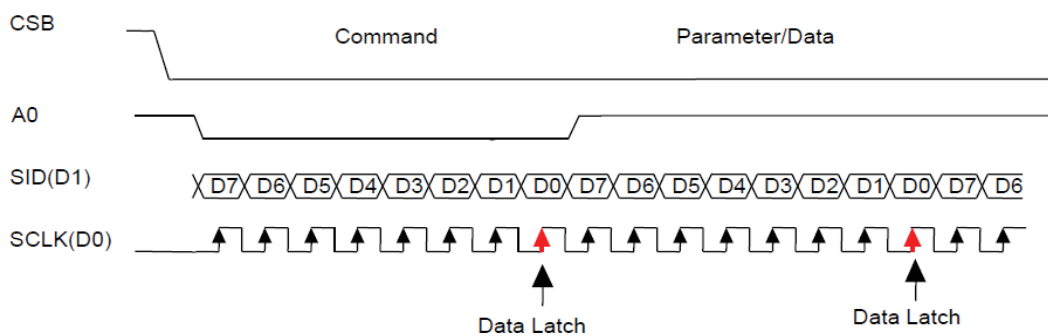 CSB
Command Parameter/Data
A0
SID(D1)
D7 D6 D5 D4 D3 D2 D1 D0 D7 D6 D5 D4 D3 D2 D1 D0 D7 D6
SCLK(D0)
Data Latch Data Latch